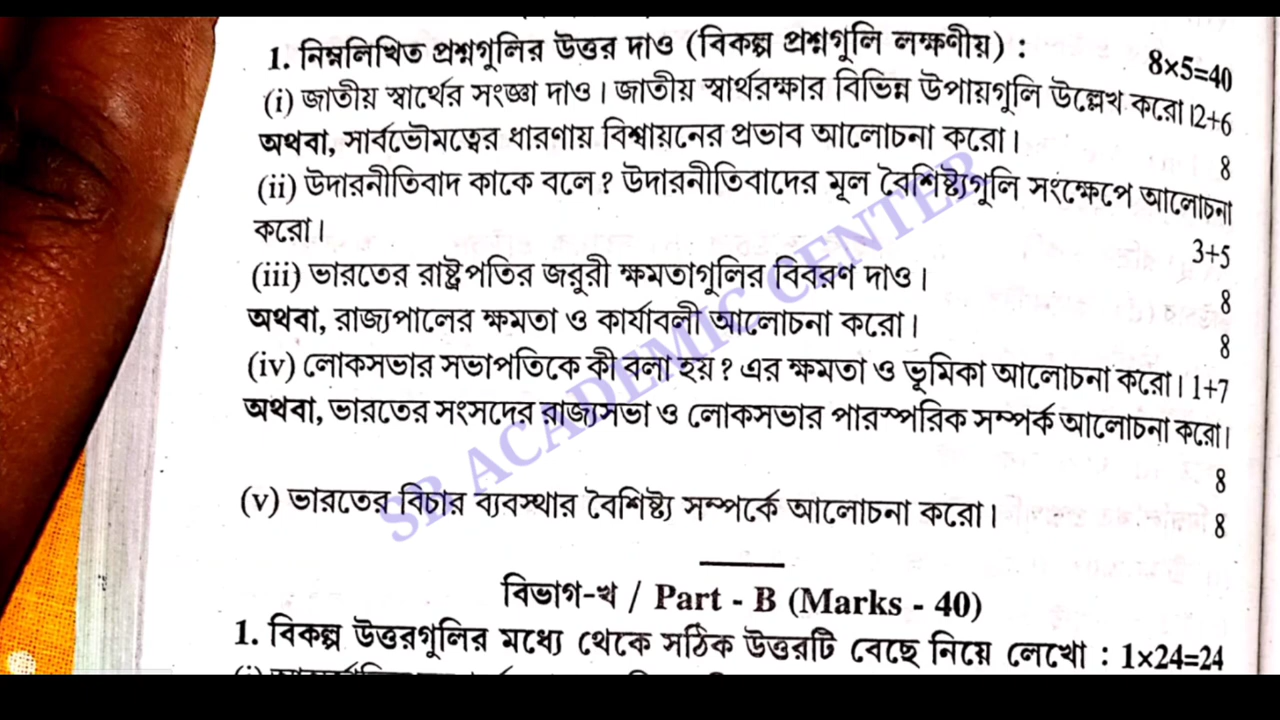 1. নিম্নলিখিত প্রশ্নগুলির উত্তর দাও (বিকল্প প্রশ্নগুলি লক্ষণীয়) : 8×5=40
(i) জাতীয় স্বার্থের সংজ্ঞা দাও। জাতীয় স্বার্থরক্ষার বিভিন্ন উপায়গুলি উল্লেখ করো।2+6
অথবা, সার্বভৌমত্বের ধারণায় বিশ্বায়নের প্রভাব আলোচনা করো। 8
(ii) উদারনীতিবাদ কাকে বলে? উদারনীতিবাদের মূল বৈশিষ্ট্যগুলি সংক্ষেপে আলোচনা
করো। 3+5
(iii) ভারতের রাষ্ট্রপতির জরুরী ক্ষমতাগুলির বিবরণ দাও। 8
অথবা, রাজ্যপালের ক্ষমতা ও কার্যাবলী আলোচনা করো। 8
(iv) লোকসভার সভাপতিকে কী বলা হয়? এর ক্ষমতা ও ভূমিকা আলোচনা করো। 1+7
অথবা, ভারতের সংসদের রাজ্যসভা ও লোকসভার পারস্পরিক সম্পর্ক আলোচনা করো।
8
(v) ভারতের বিচার ব্যবস্থার বৈশিষ্ট্য সম্পর্কে আলোচনা করো। 8
SR ACADEMIC CENTER
বিভাগ-খ / Part - B (Marks - 40)
1. বিকল্প উত্তরগুলির মধ্যে থেকে সঠিক উত্তরটি বেছে নিয়ে লেখো : 1×24=24